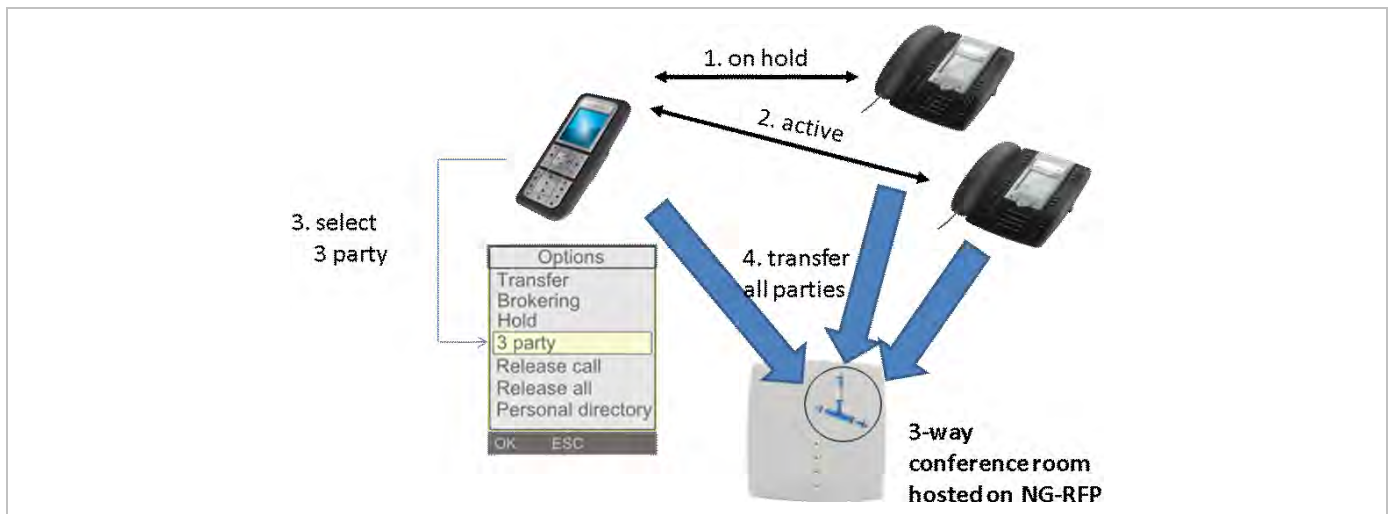 1. on hold
2. active
3. select
3 party
Options
Transfer
Brokering
Hold
3 party
Release call
Release all
Personal directory
OK ESC
4. transfer
all parties
3-way
conference room
hosted on NG-RFP